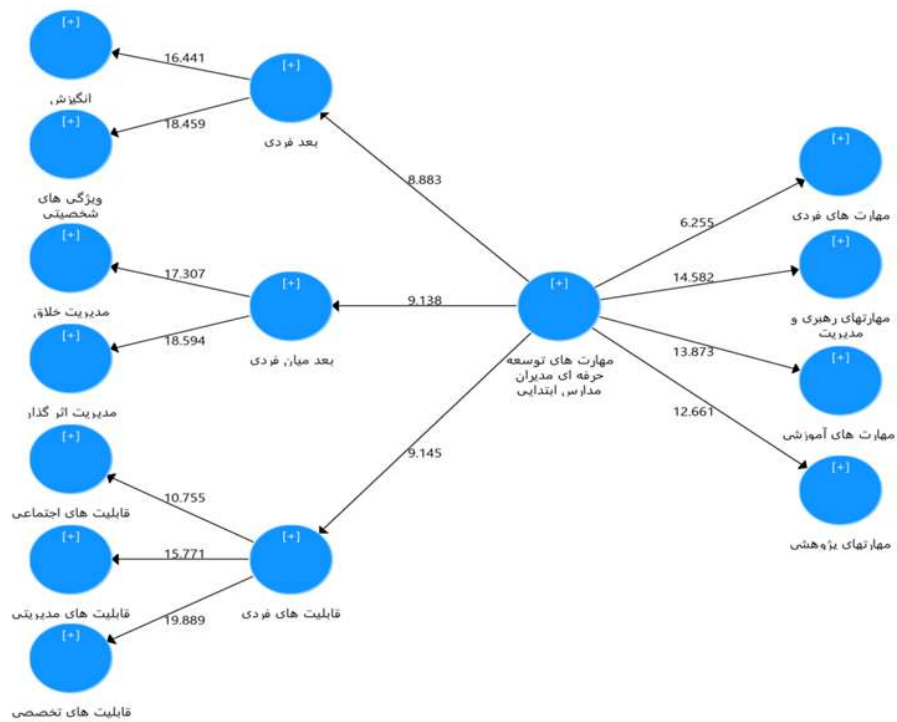 [+]
انگیزش
[+]
ویژگی های
شخصیتی
[+]
مدیریت خلاق
[+]
مدیریت اثر گذار
[+]
قابلیت های اجتماعی
[+]
قابلیت های مدیریتی
[+]
قابلیت های تخصصی
16.441
18.459
17.307
18.594
10.755
15.771
19.889
[+]
بعد فردی
[+]
بعد میان فردی
[+]
قابلیت های فردی
8.883
9.138
9.145
[+]
مهارت های توسعه
حرفه ای مدیران
مدارس ابتدایی
6.255
14.582
13.873
12.661
[+]
مهارت های فردی
[+]
مهارتهای رهبری و
مدیریت
[+]
مهارت های آموزشی
[+]
مهارتهای پژوهشی